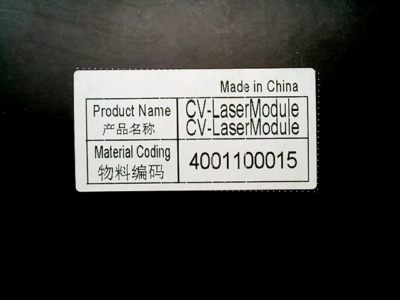 Made in China
Product Name CV-LaserModule
产品名称 CV-LaserModule
Material Coding
物料编码 4001100015